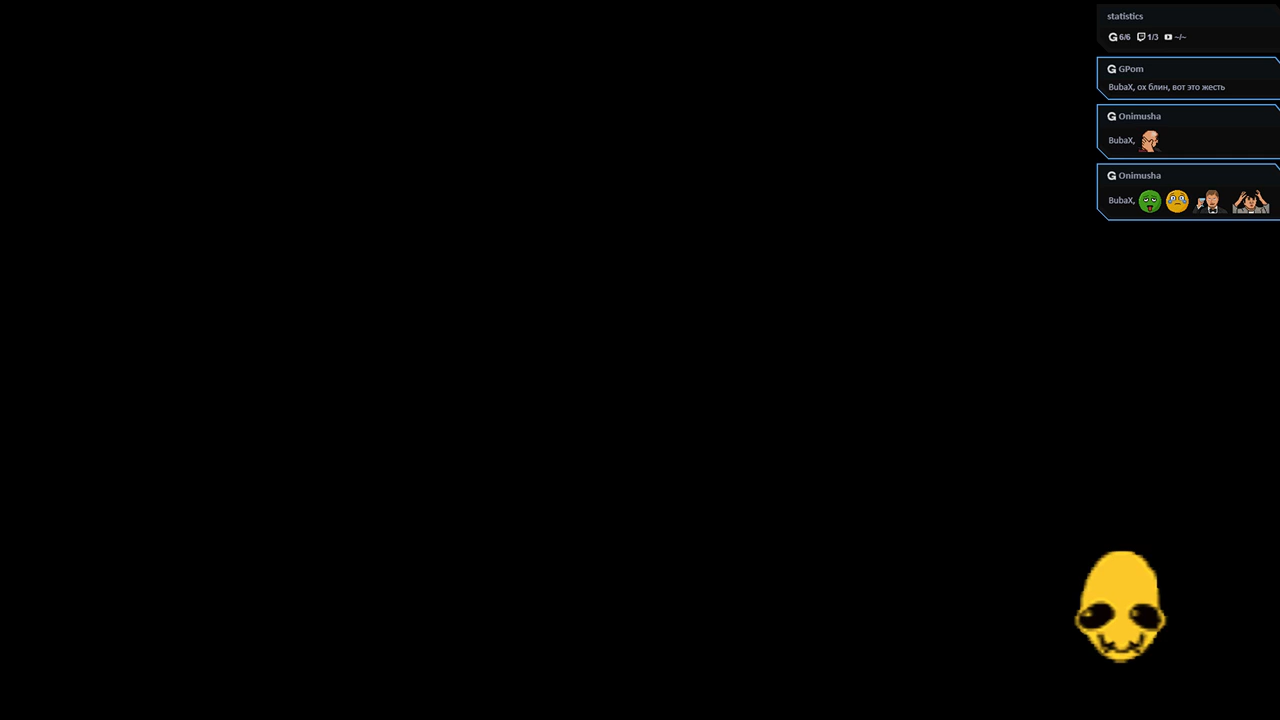 statistics
6/6 1/3 ~/~
GPom
BubaX, ох блин, вот это жесть
Onimusha
BubaX,
Onimusha
BubaX,